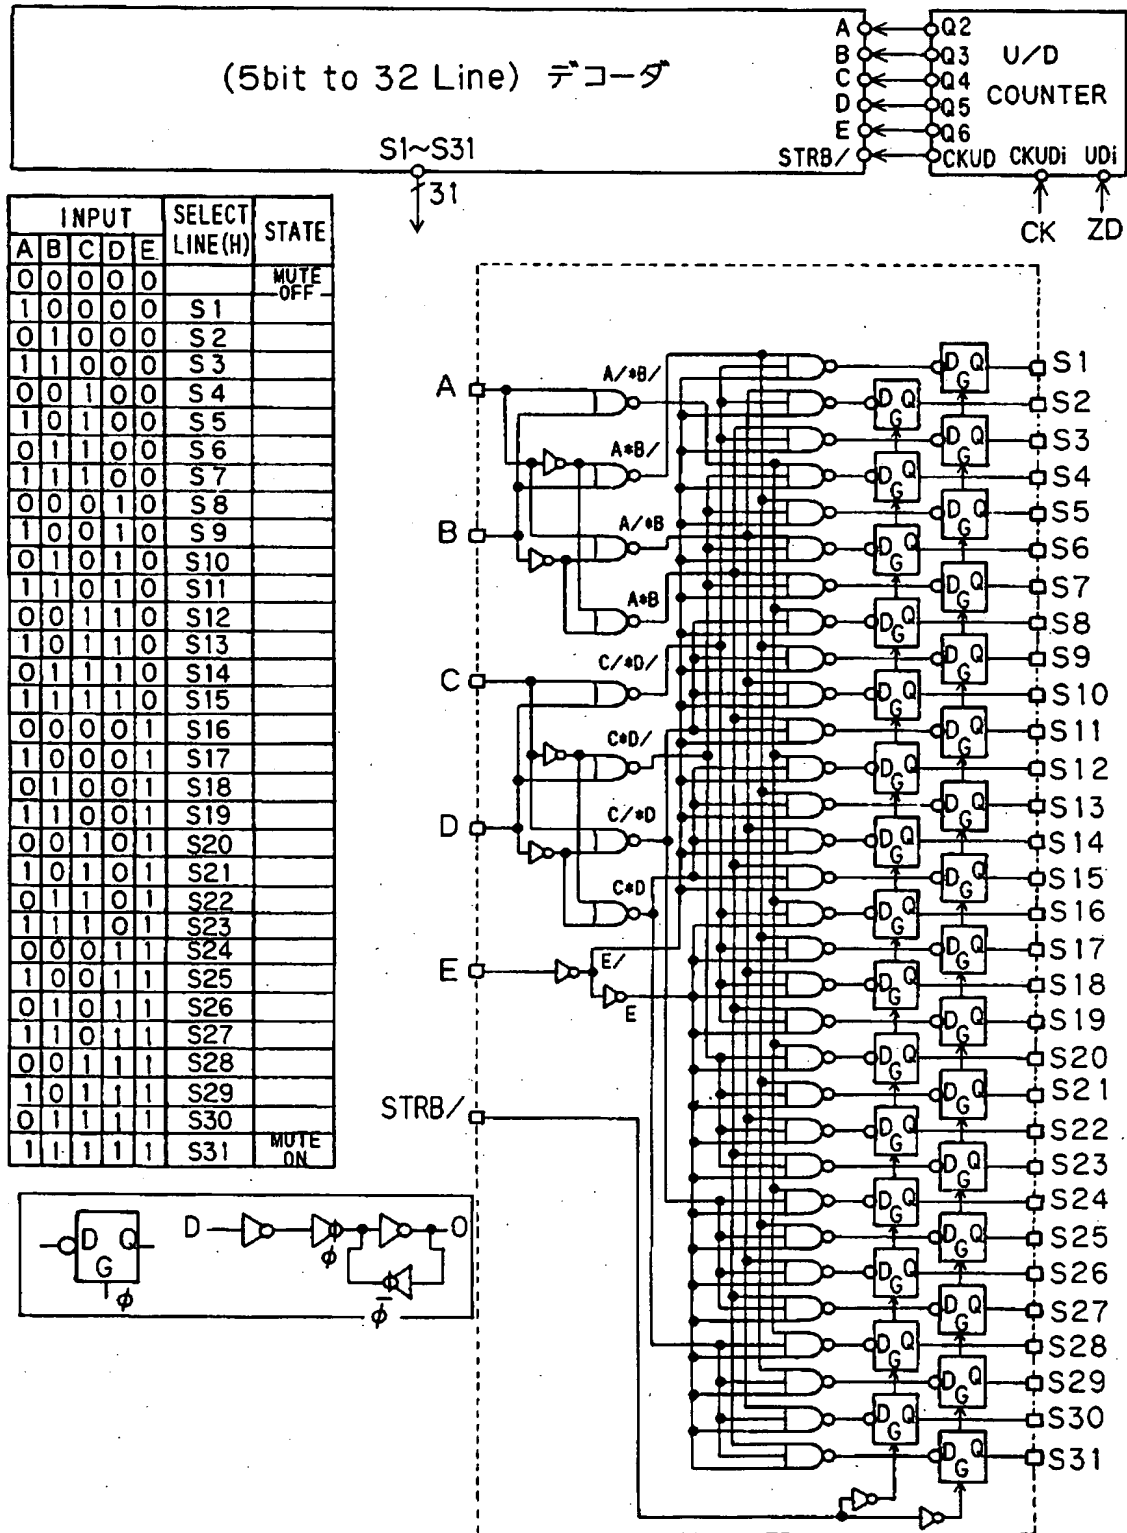 (5bit to 32 Line) デコーダ
S1~S31
31
A
B
C
D
E
STRB/
Q2
Q3
Q4
Q5
Q6
CKUD CKUDi UDi
U/D
COUNTER
CK ZD
INPUT SELECT LINE(H) STATE
A B C D E
0 0 0 0 0 MUTE OFF
1 0 0 0 0 S1
0 1 0 0 0 S2
1 1 0 0 0 S3
0 0 1 0 0 S4
1 0 1 0 0 S5
0 1 1 0 0 S6
1 1 1 0 0 S7
0 0 0 1 0 S8
1 0 0 1 0 S9
0 1 0 1 0 S10
1 1 0 1 0 S11
0 0 1 1 0 S12
1 0 1 1 0 S13
0 1 1 1 0 S14
1 1 1 1 0 S15
0 0 0 0 1 S16
1 0 0 0 1 S17
0 1 0 0 1 S18
1 1 0 0 1 S19
0 0 1 0 1 S20
1 0 1 0 1 S21
0 1 1 0 1 S22
1 1 1 0 1 S23
0 0 0 1 1 S24
1 0 0 1 1 S25
0 1 0 1 1 S26
1 1 0 1 1 S27
0 0 1 1 1 S28
1 0 1 1 1 S29
0 1 1 1 1 S30
1 1 1 1 1 S31 MUTE ON
D Q
G
φ
D
φ
O
φ̅
A
B
C
D
E
STRB/
A/*B/
A*B/
A/*B
A*B
C/*D/
C*D/
C/*D
C*D
E/
E
D Q G S1
D Q G S2
D Q G S3
D Q G S4
D Q G S5
D Q G S6
D Q G S7
D Q G S8
D Q G S9
D Q G S10
D Q G S11
D Q G S12
D Q G S13
D Q G S14
D Q G S15
D Q G S16
D Q G S17
D Q G S18
D Q G S19
D Q G S20
D Q G S21
D Q G S22
D Q G S23
D Q G S24
D Q G S25
D Q G S26
D Q G S27
D Q G S28
D Q G S29
D Q G S30
D Q G S31